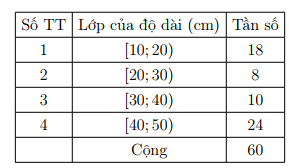 Số TT Lớp của độ dài (cm) Tần số
1 [10; 20) 18
2 [20; 30) 8
3 [30; 40) 10
4 [40; 50) 24
Cộng 60